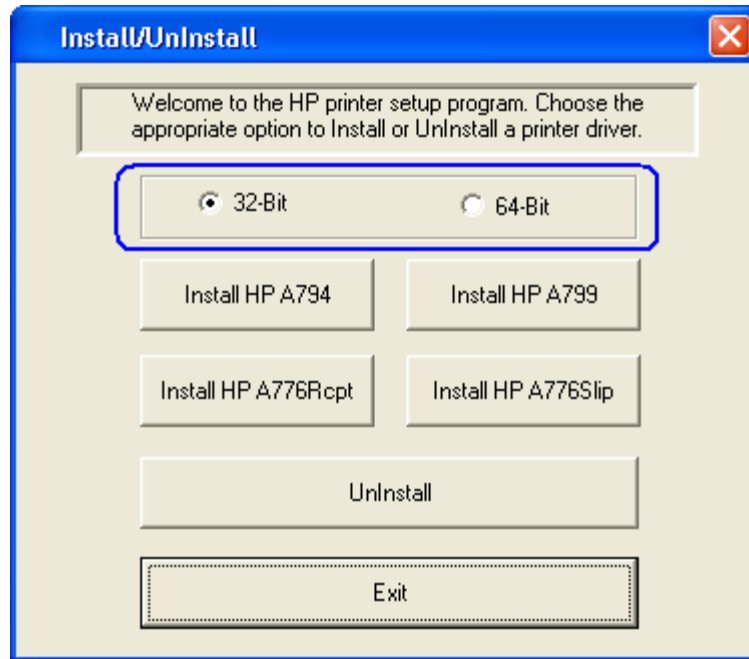 Install/UnInstall
Welcome to the HP printer setup program. Choose the
appropriate option to Install or UnInstall a printer driver.
32-Bit 64-Bit
Install HP A794 Install HP A799
Install HP A776Rcpt Install HP A776Slip
UnInstall
Exit